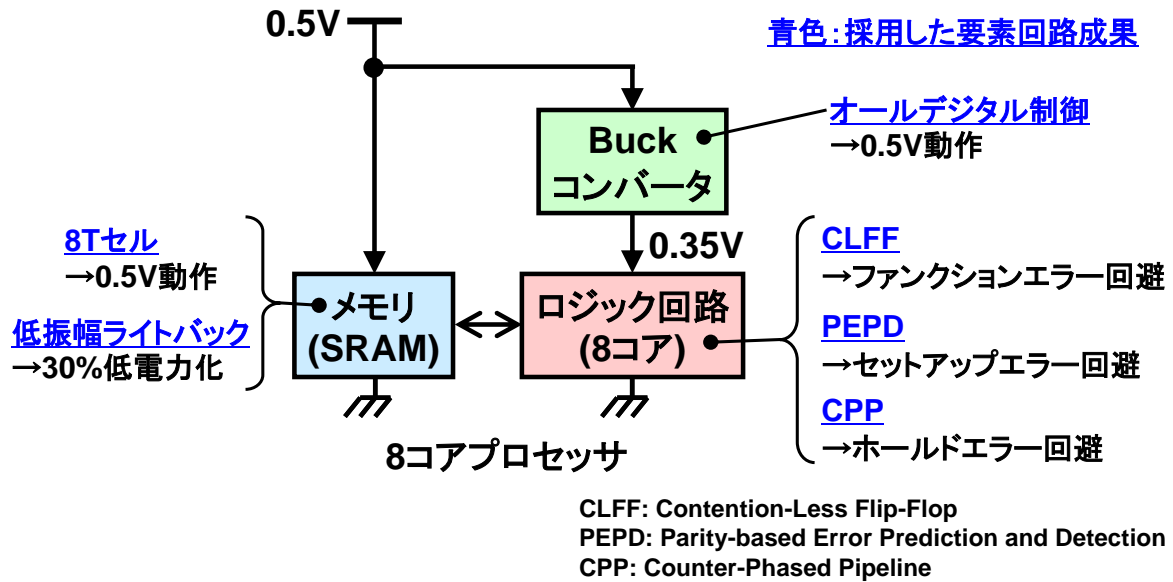 0.5V
青色：採用した要素回路成果
Buck
コンバータ
オールデジタル制御
→0.5V動作
0.35V
8Tセル
→0.5V動作
低振幅ライトバック
→30%低電力化
メモリ
(SRAM)
ロジック回路
(8コア)
CLFF
→ファンクションエラー回避
PEPD
→セットアップエラー回避
CPP
→ホールドエラー回避
8コアプロセッサ
CLFF: Contention-Less Flip-Flop
PEPD: Parity-based Error Prediction and Detection
CPP: Counter-Phased Pipeline